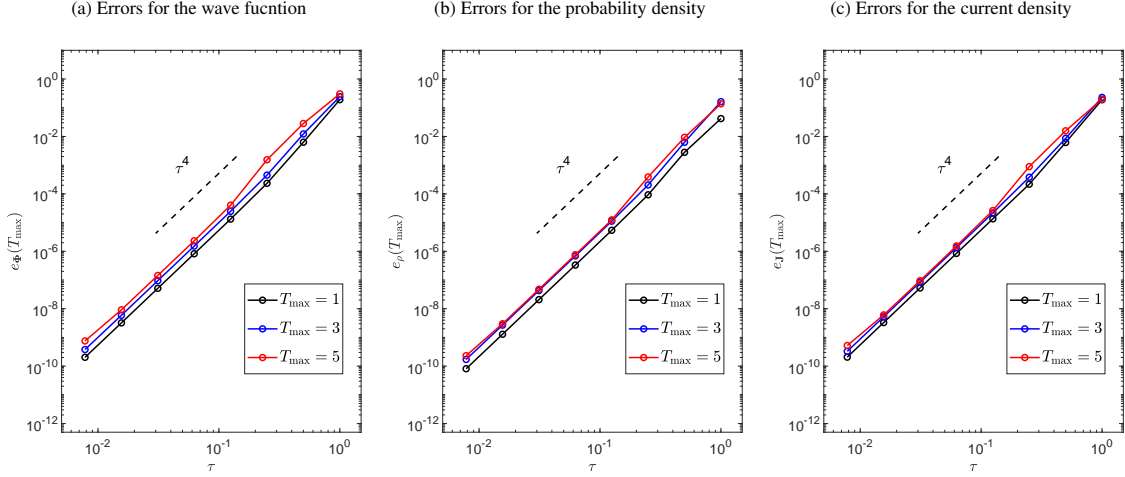 (a) Errors for the wave fucntion
10^0
10^-2
10^-4
10^-6
10^-8
10^-10
10^-12
e_Φ(T_max)
τ^4
T_max = 1
T_max = 3
T_max = 5
10^-2
10^-1
10^0
τ
(b) Errors for the probability density
10^0
10^-2
10^-4
10^-6
10^-8
10^-10
10^-12
e_ρ(T_max)
τ^4
T_max = 1
T_max = 3
T_max = 5
10^-2
10^-1
10^0
τ
(c) Errors for the current density
10^0
10^-2
10^-4
10^-6
10^-8
10^-10
10^-12
e_J(T_max)
τ^4
T_max = 1
T_max = 3
T_max = 5
10^-2
10^-1
10^0
τ